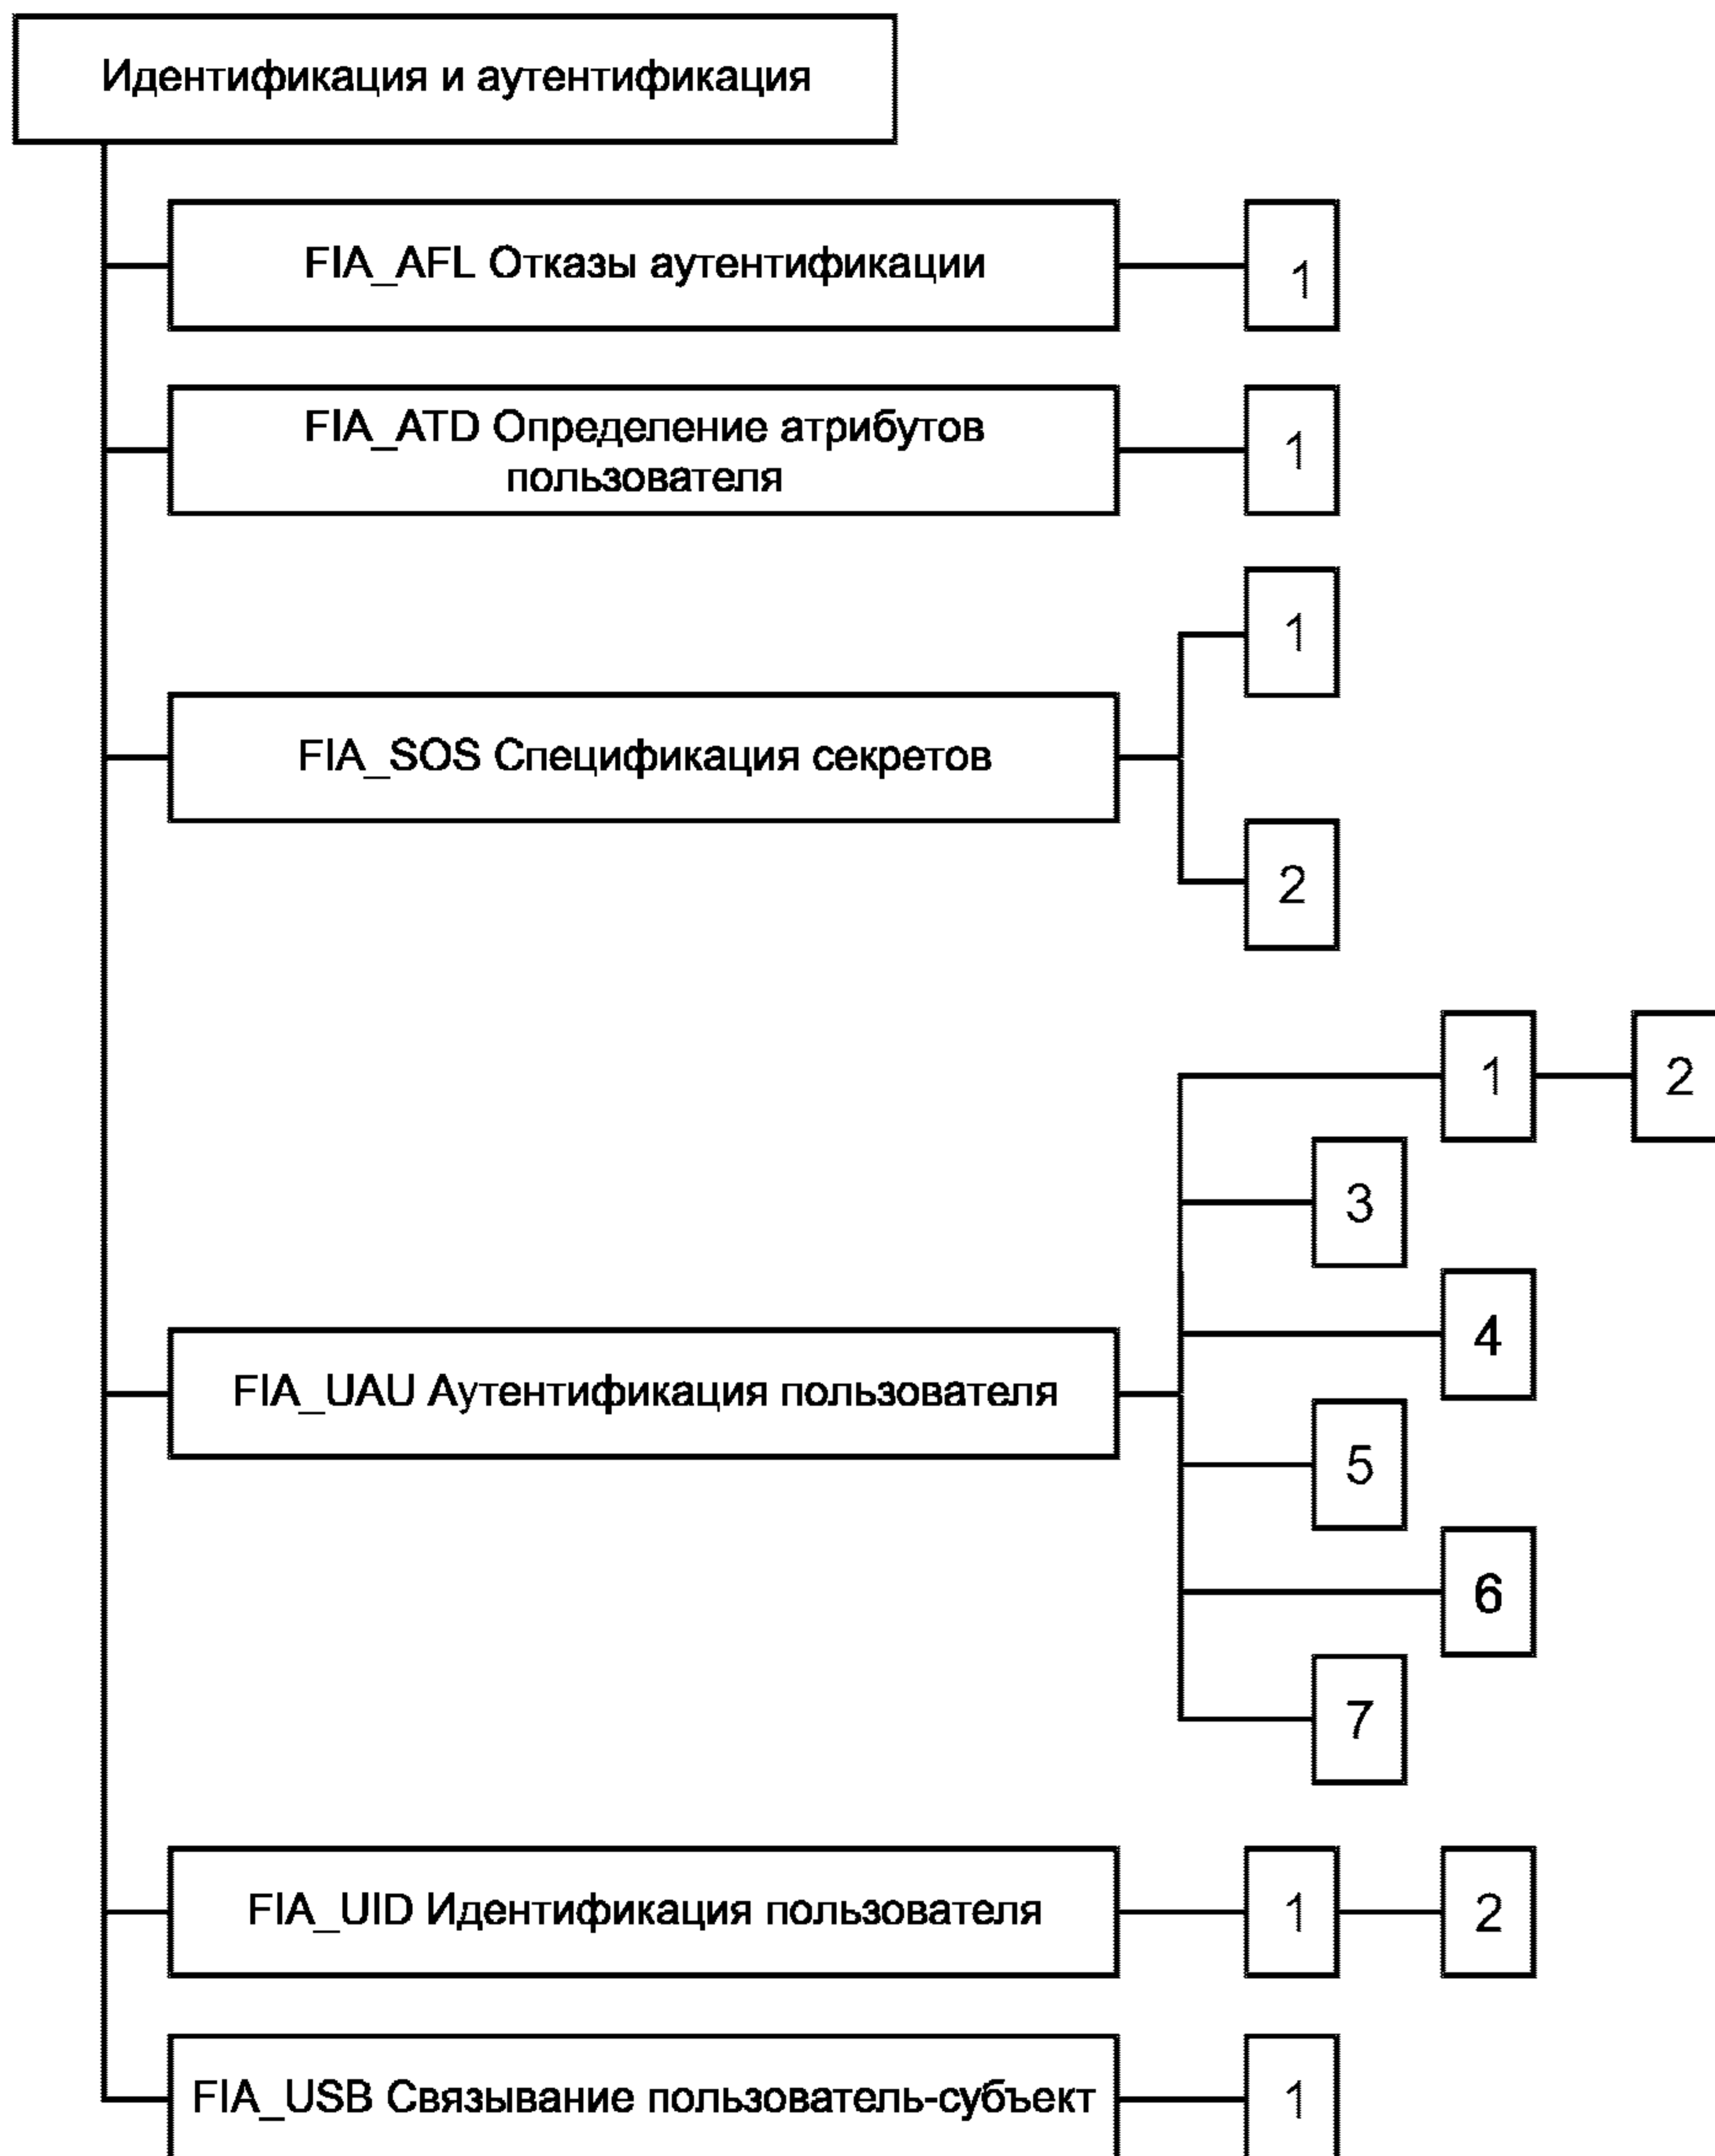 Идентификация и аутентификация
FIA_AFL Отказы аутентификации
1
FIA_ATD Определение атрибутов
пользователя
1
1
FIA_SOS Спецификация секретов
2
1
2
3
4
FIA_UAU Аутентификация пользователя
5
6
7
FIA_UID Идентификация пользователя
1
2
FIA_USB Связывание пользователь-субъект
1